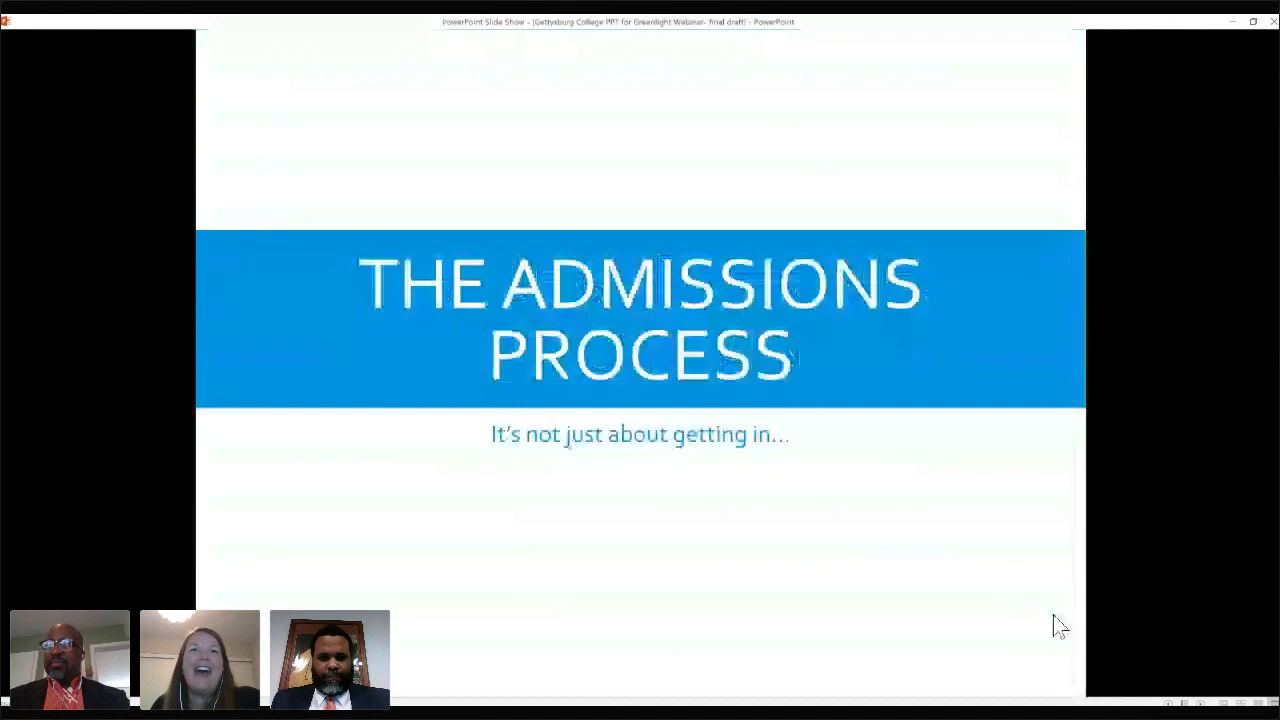 PowerPoint Slide Show - [Gettysburg College PPT for Greenlight Webinar- final draft] - PowerPoint
THE ADMISSIONS
PROCESS
It's not just about getting in...